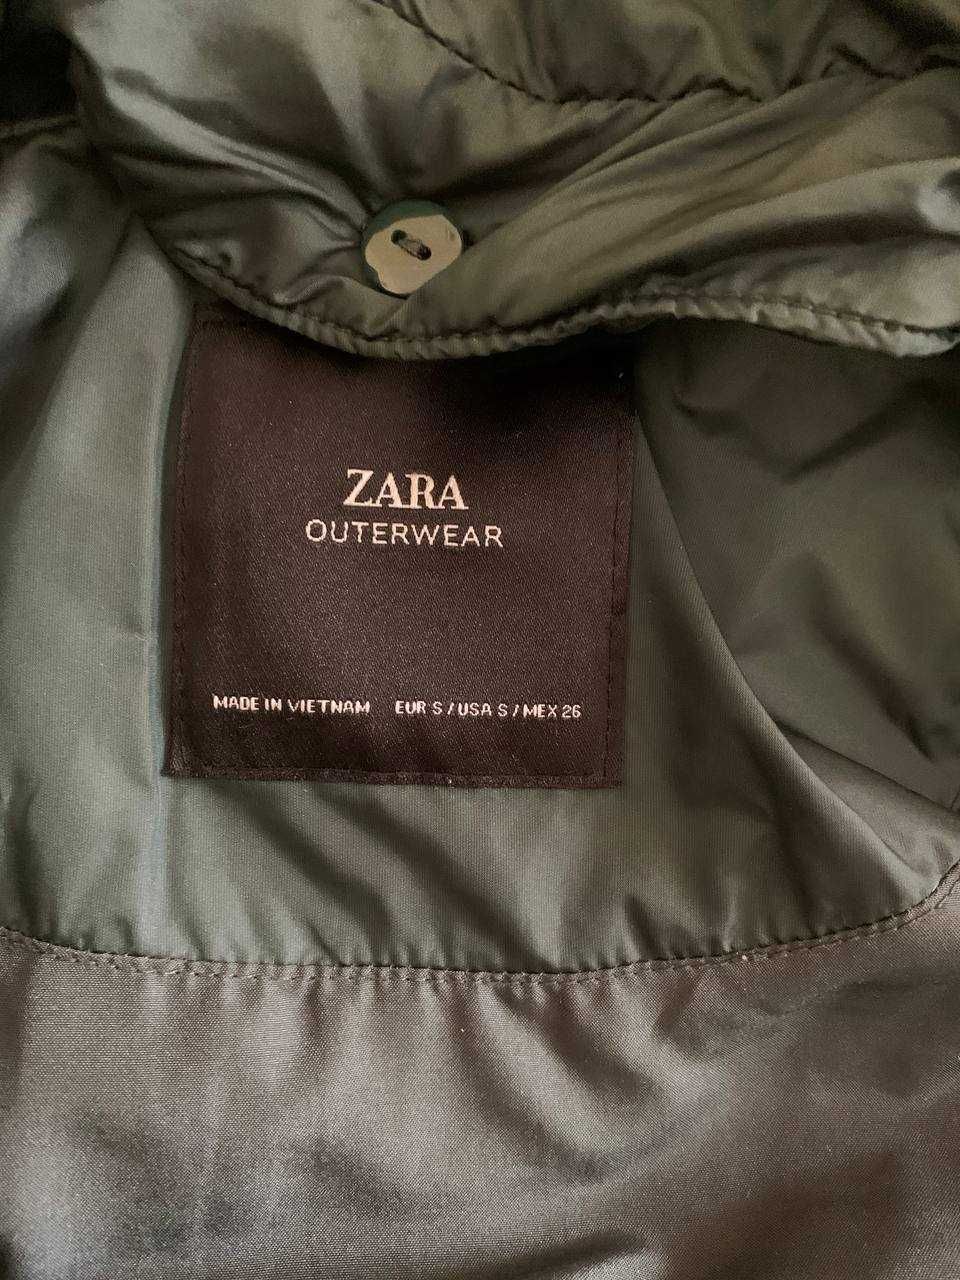 ZARA
OUTERWEAR
MADE IN VIETNAM EUR S / USA S / MEX 26